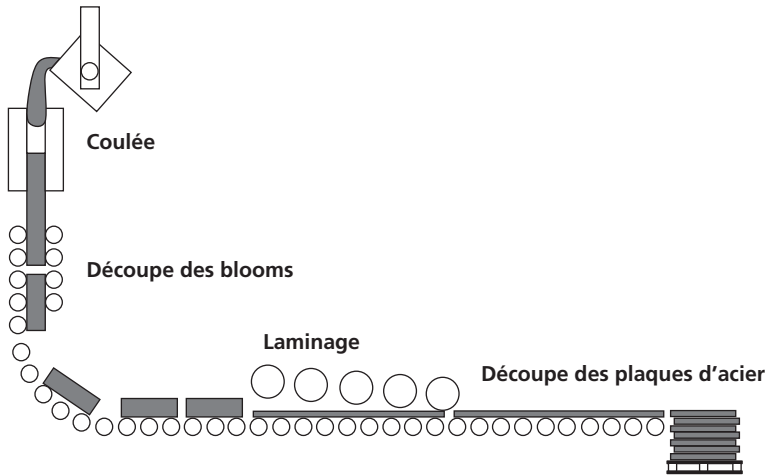 Coulée
Découpe des blooms
Laminage
Découpe des plaques d’acier